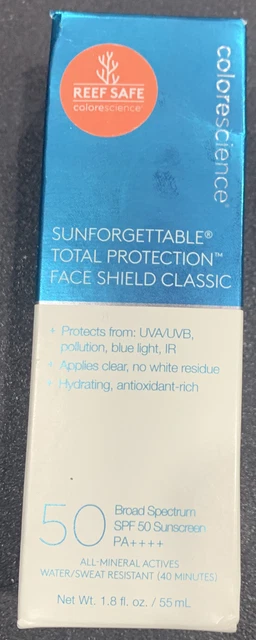 REEF SAFE
colorescience®
colorescience®
SUNFORGETTABLE®
TOTAL PROTECTION™
FACE SHIELD CLASSIC
+ Protects from: UVA/UVB,
pollution, blue light, IR
+ Applies clear, no white residue
+ Hydrating, antioxidant-rich
50
Broad Spectrum
SPF 50 Sunscreen
PA++++
ALL-MINERAL ACTIVES
WATER/SWEAT RESISTANT (40 MINUTES)
Net Wt. 1.8 fl. oz. / 55 mL